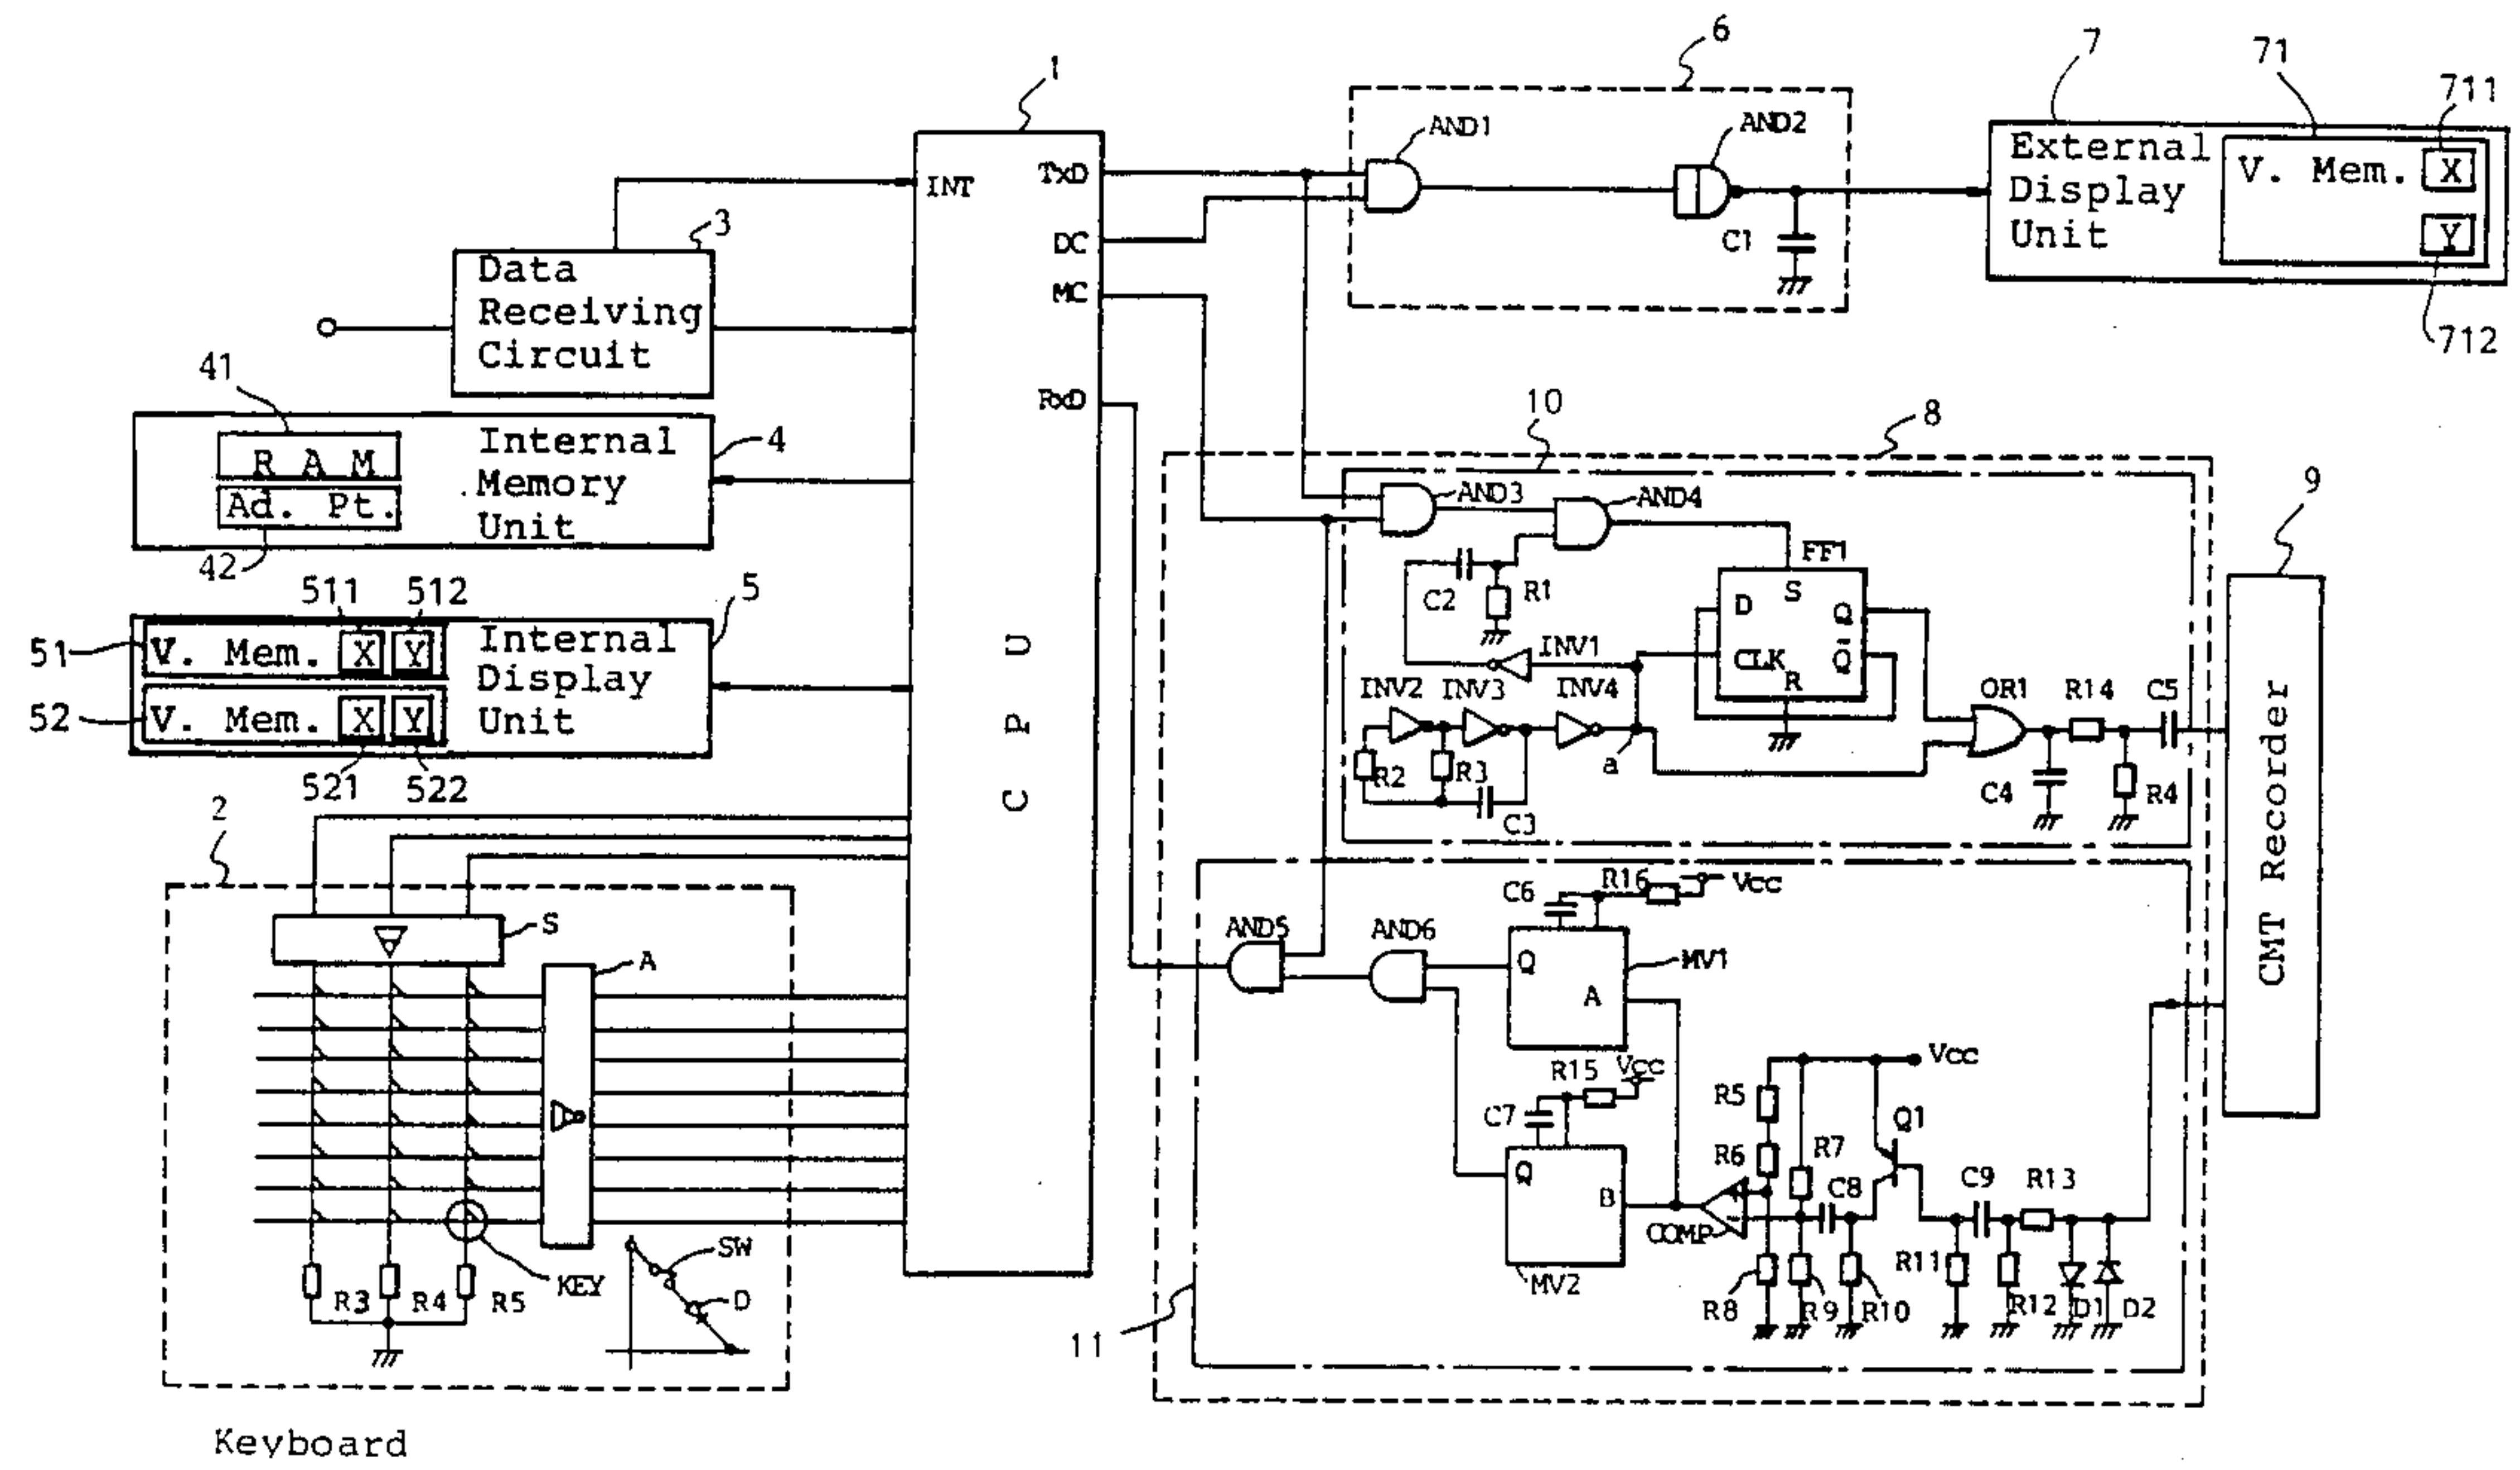 1
6
7
71
711
AND1
AND2
External
Display
Unit
V. Mem.
X
Y
712
INT
TxD
DC
MC
RxD
C P U
C1
3
Data
Receiving
Circuit
41
R A M
Ad. Pt.
42
Internal
Memory
Unit
4
511
512
51
V. Mem.
X
Y
52
V. Mem.
X
Y
521
522
Internal
Display
Unit
5
10
8
9
AND3
AND4
C2
R1
FF1
S
D
Q
CLK
Q̄
R
INV1
INV2
INV3
INV4
R2
R3
C3
a
OR1
R14
C5
C4
R4
CMT Recorder
2
S
A
KEY
SW
D
R3
R4
R5
Keyboard
C6
R16
Vcc
AND5
AND6
Q
A
MV1
R15
Vcc
C7
Q
B
MV2
Vcc
R5
R6
R7
Q1
C8
C9
R13
COMP
R8
R9
R10
R11
R12
D1
D2
11